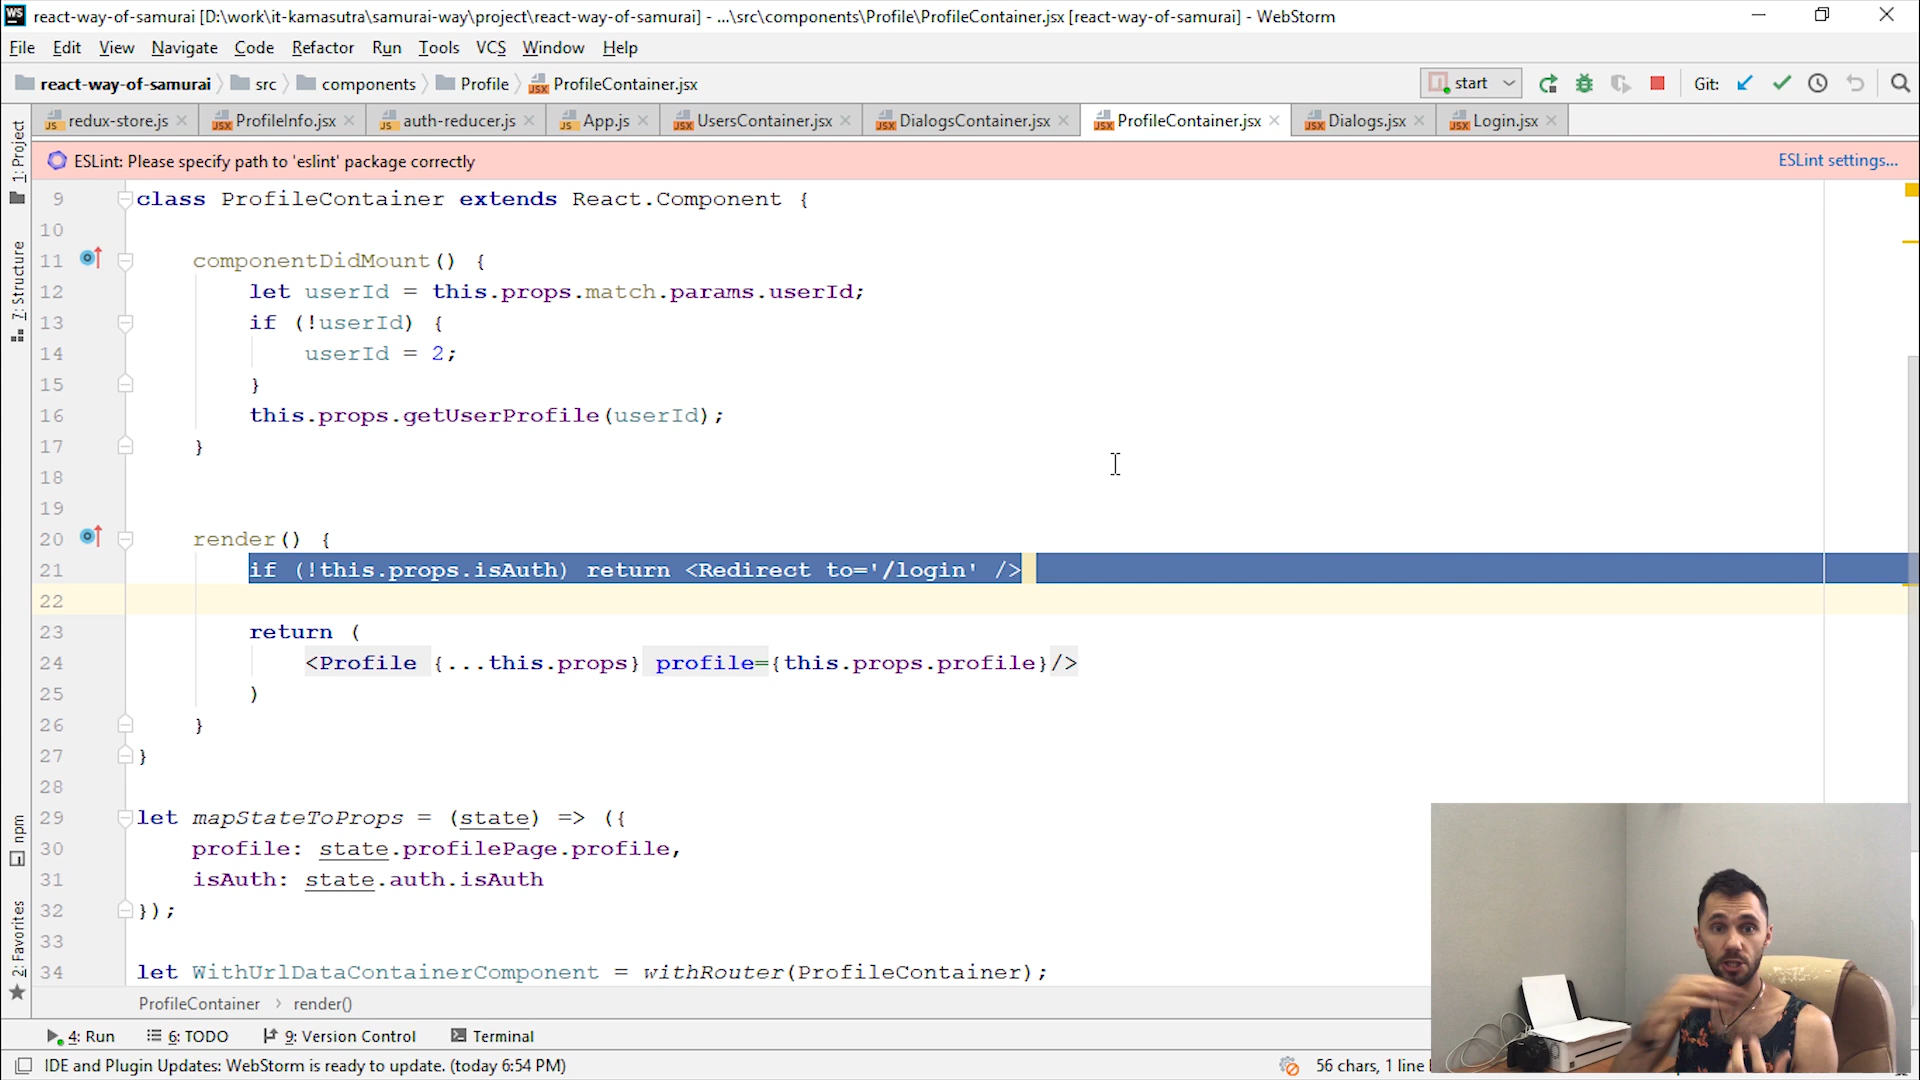 WS react-way-of-samurai [D:\work\it-kamasutra\samurai-way\project\react-way-of-samurai] - ...\src\components\Profile\ProfileContainer.jsx [react-way-of-samurai] - WebStorm
File Edit View Navigate Code Refactor Run Tools VCS Window Help
react-way-of-samurai src components Profile ProfileContainer.jsx start Git:
redux-store.js ProfileInfo.jsx auth-reducer.js App.js UsersContainer.jsx DialogsContainer.jsx ProfileContainer.jsx Dialogs.jsx Login.jsx
ESLint: Please specify path to 'eslint' package correctly ESLint settings...
1: Project
7: Structure
npm
2: Favorites
9 class ProfileContainer extends React.Component {
10
11 componentDidMount() {
12 let userId = this.props.match.params.userId;
13 if (!userId) {
14 userId = 2;
15 }
16 this.props.getUserProfile(userId);
17 }
18
19
20 render() {
21 if (!this.props.isAuth) return <Redirect to='/login' />
22
23 return (
24 <Profile {...this.props} profile={this.props.profile}/>
25 )
26 }
27 }
28
29 let mapStateToProps = (state) => ({
30 profile: state.profilePage.profile,
31 isAuth: state.auth.isAuth
32 });
33
34 let WithUrlDataContainerComponent = withRouter(ProfileContainer);
ProfileContainer render()
4: Run 6: TODO 9: Version Control Terminal
IDE and Plugin Updates: WebStorm is ready to update. (today 6:54 PM) 56 chars, 1 line